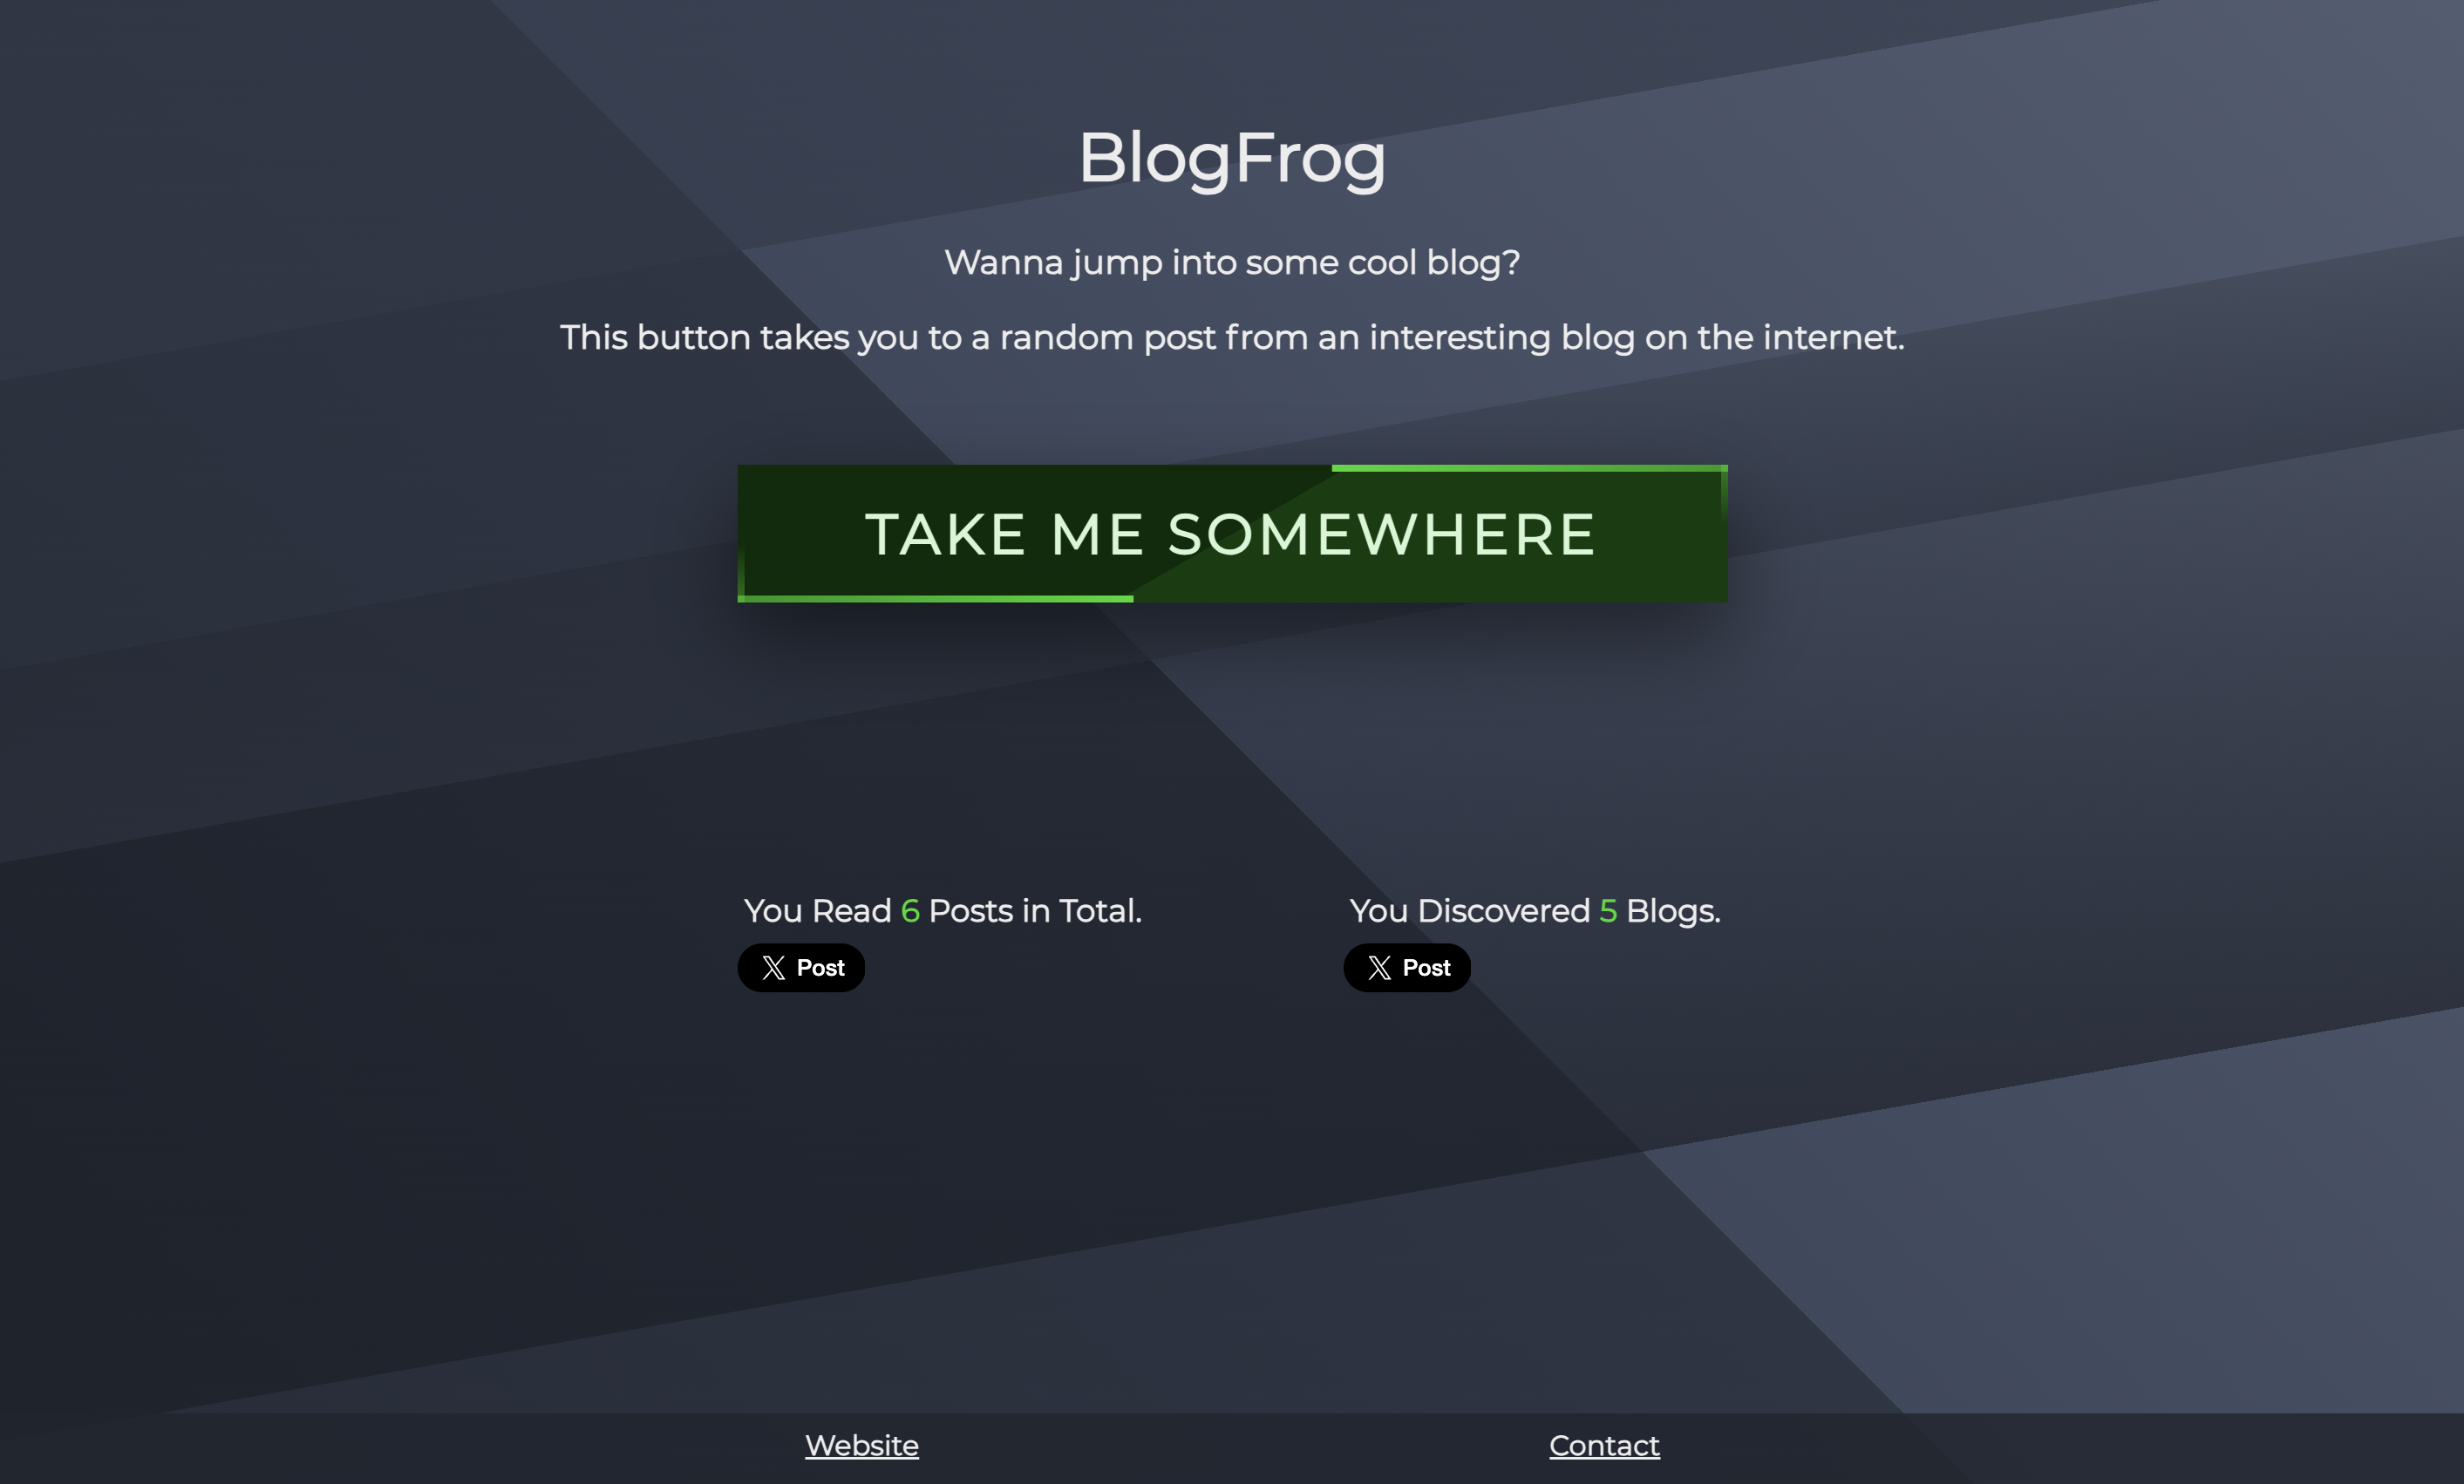 BlogFrog
Wanna jump into some cool blog?
This button takes you to a random post from an interesting blog on the internet.
TAKE ME SOMEWHERE
You Read 6 Posts in Total.
You Discovered 5 Blogs.
X Post
X Post
Website
Contact